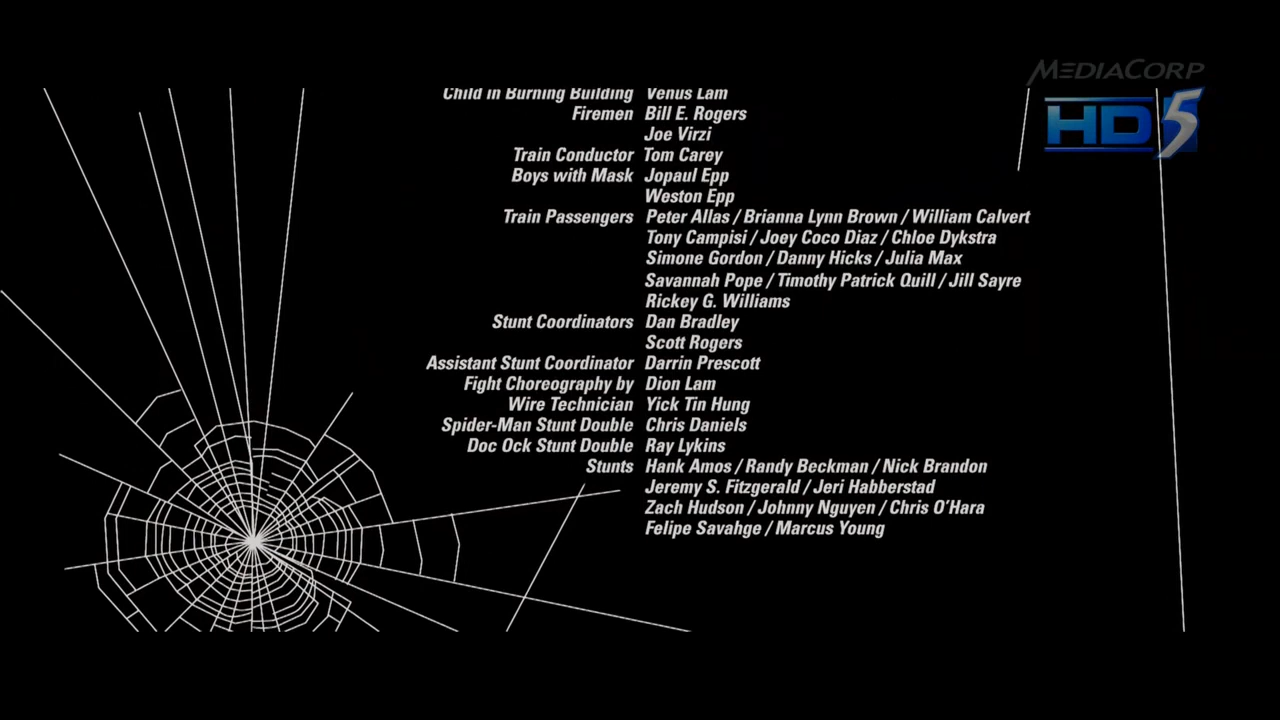 MEDIACORP
HD5
Child in Burning Building Venus Lam
Firemen Bill E. Rogers
Joe Virzi
Train Conductor Tom Carey
Boys with Mask Jopaul Epp
Weston Epp
Train Passengers Peter Allas / Brianna Lynn Brown / William Calvert
Tony Campisi / Joey Coco Diaz / Chloe Dykstra
Simone Gordon / Danny Hicks / Julia Max
Savannah Pope / Timothy Patrick Quill / Jill Sayre
Rickey G. Williams
Stunt Coordinators Dan Bradley
Scott Rogers
Assistant Stunt Coordinator Darrin Prescott
Fight Choreography by Dion Lam
Wire Technician Yick Tin Hung
Spider-Man Stunt Double Chris Daniels
Doc Ock Stunt Double Ray Lykins
Stunts Hank Amos / Randy Beckman / Nick Brandon
Jeremy S. Fitzgerald / Jeri Habberstad
Zach Hudson / Johnny Nguyen / Chris O'Hara
Felipe Savahge / Marcus Young